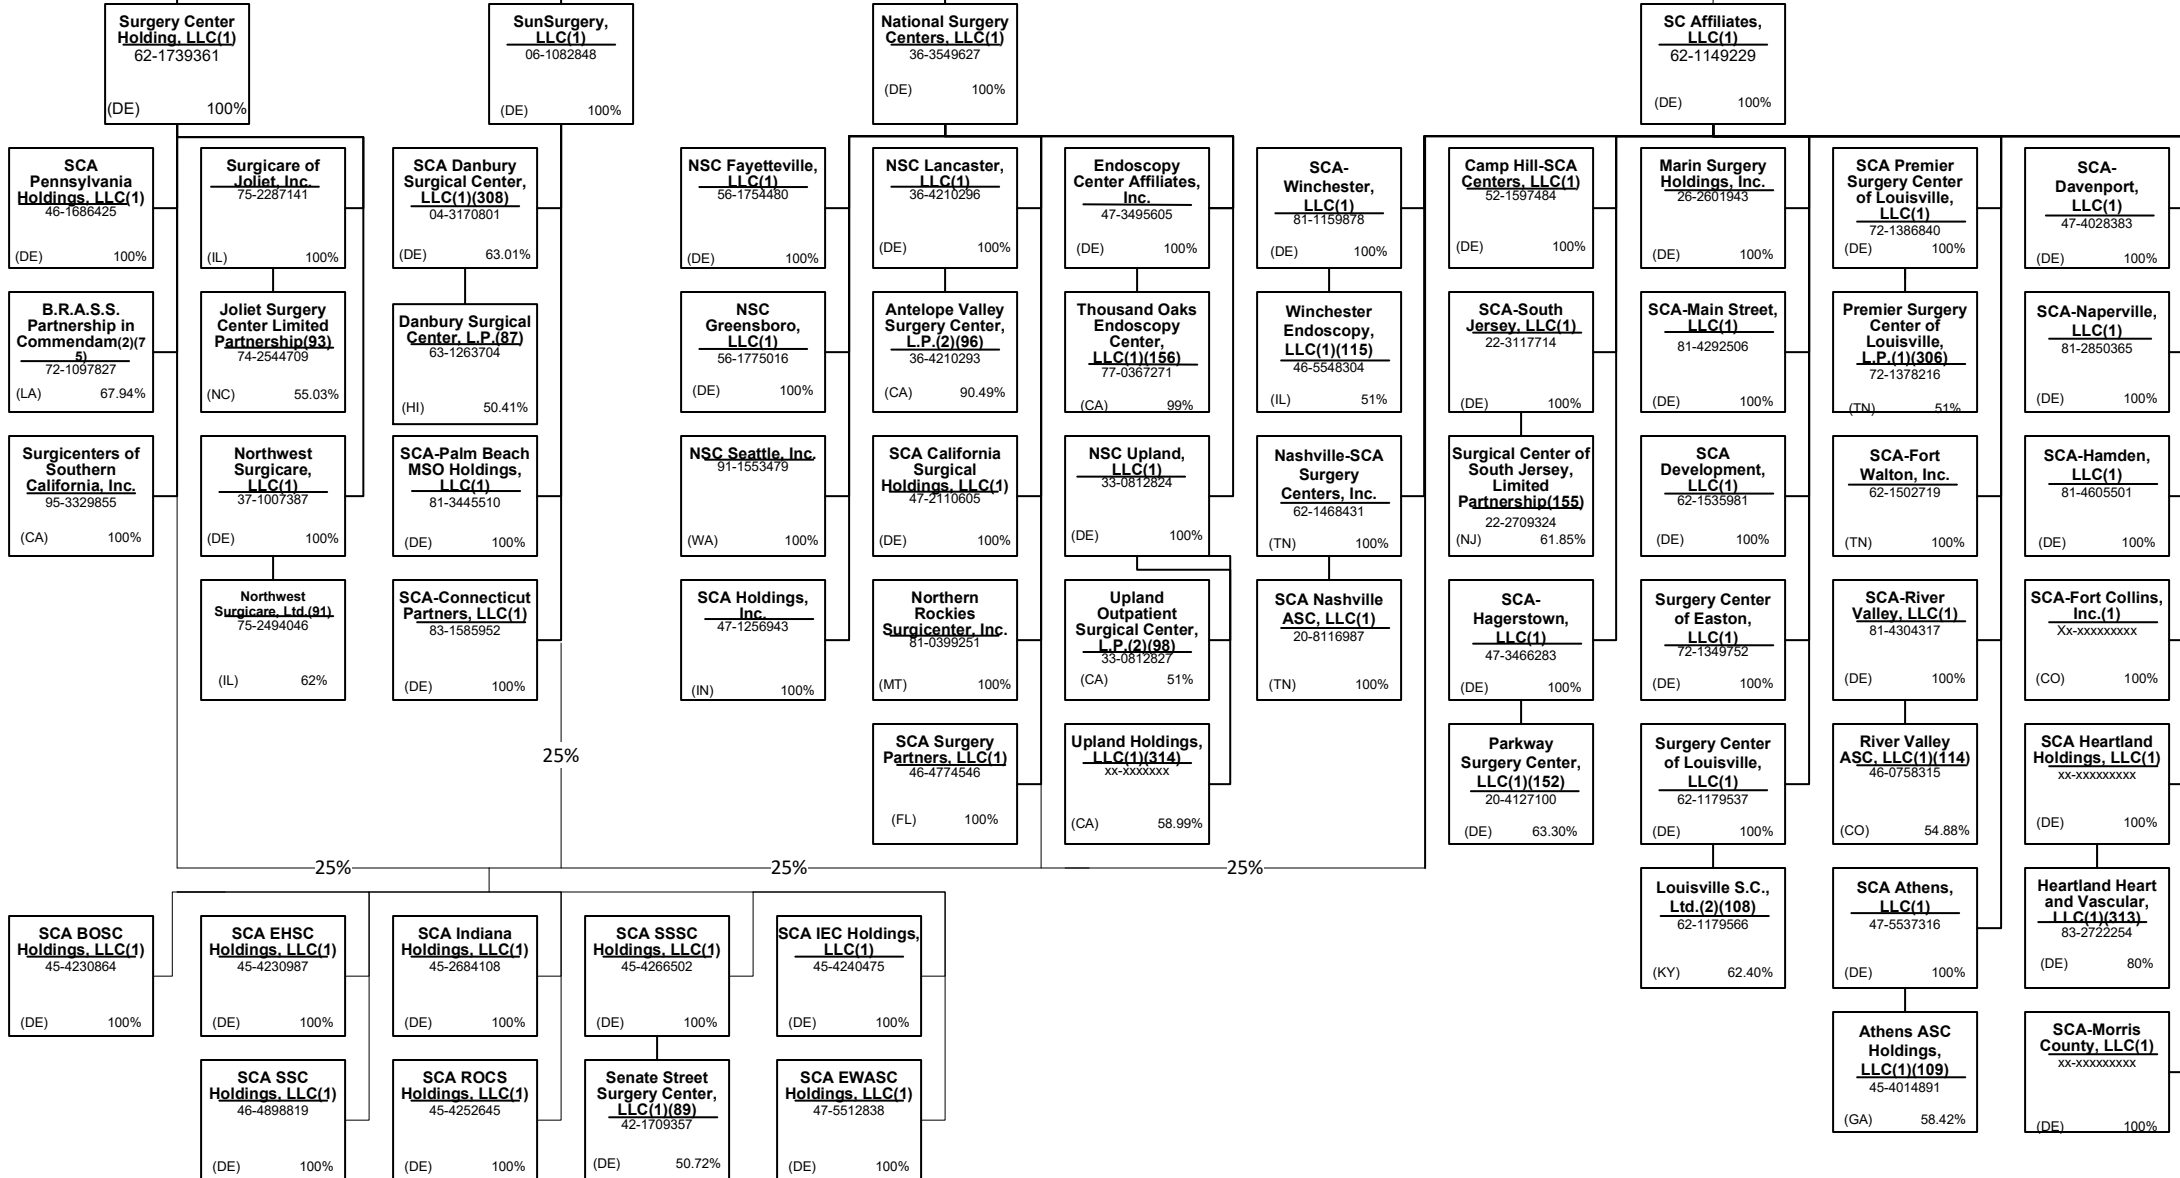 Surgery Center
Holding, LLC(1)
62-1739361
(DE) 100%
SunSurgery,
LLC(1)
06-1082848
(DE) 100%
National Surgery
Centers, LLC(1)
36-3549627
(DE) 100%
SC Affiliates,
LLC(1)
62-1149229
(DE) 100%
SCA
Pennsylvania
Holdings, LLC(1)
46-1686425
(DE) 100%
Surgicare of
Joliet, Inc.
75-2287141
(IL) 100%
SCA Danbury
Surgical Center,
LLC(1)(308)
04-3170801
(DE) 63.01%
NSC Fayetteville,
LLC(1)
56-1754480
(DE) 100%
NSC Lancaster,
LLC(1)
36-4210296
(DE) 100%
Endoscopy
Center Affiliates,
Inc.
47-3495605
(DE) 100%
SCA-
Winchester,
LLC(1)
81-1159878
(DE) 100%
Camp Hill-SCA
Centers, LLC(1)
52-1597484
(DE) 100%
Marin Surgery
Holdings, Inc.
26-2601943
(DE) 100%
SCA Premier
Surgery Center
of Louisville,
LLC(1)
72-1386840
(DE) 100%
SCA-
Davenport,
LLC(1)
47-4028383
(DE) 100%
B.R.A.S.S.
Partnership in
Commendam(2)(7
5)
72-1097827
(LA) 67.94%
Joliet Surgery
Center Limited
Partnership(93)
74-2544709
(NC) 55.03%
Danbury Surgical
Center, L.P.(87)
63-1263704
(HI) 50.41%
NSC
Greensboro,
LLC(1)
56-1775016
(DE) 100%
Antelope Valley
Surgery Center,
L.P.(2)(96)
36-4210293
(CA) 90.49%
Thousand Oaks
Endoscopy
Center,
LLC(1)(156)
77-0367271
(CA) 99%
Winchester
Endoscopy,
LLC(1)(115)
46-5548304
(IL) 51%
SCA-South
Jersey, LLC(1)
22-3117714
(DE) 100%
SCA-Main Street,
LLC(1)
81-4292506
(DE) 100%
Premier Surgery
Center of
Louisville,
L.P.(1)(306)
72-1378216
(TN) 51%
SCA-Naperville,
LLC(1)
81-2850365
(DE) 100%
Surgicenters of
Southern
California, Inc.
95-3329855
(CA) 100%
Northwest
Surgicare,
LLC(1)
37-1007387
(DE) 100%
SCA-Palm Beach
MSO Holdings,
LLC(1)
81-3445510
(DE) 100%
NSC Seattle, Inc.
91-1553479
(WA) 100%
SCA California
Surgical
Holdings, LLC(1)
47-2110605
(DE) 100%
NSC Upland,
LLC(1)
33-0812824
(DE) 100%
Nashville-SCA
Surgery
Centers, Inc.
62-1468431
(TN) 100%
Surgical Center of
South Jersey,
Limited
Partnership(155)
22-2709324
(NJ) 61.85%
SCA
Development,
LLC(1)
62-1535981
(DE) 100%
SCA-Fort
Walton, Inc.
62-1502719
(TN) 100%
SCA-Hamden,
LLC(1)
81-4605501
(DE) 100%
Northwest
Surgicare, Ltd.(91)
75-2494046
(IL) 62%
SCA-Connecticut
Partners, LLC(1)
83-1585952
(DE) 100%
SCA Holdings,
Inc.
47-1256943
(IN) 100%
Northern
Rockies
Surgicenter, Inc.
81-0399251
(MT) 100%
Upland
Outpatient
Surgical Center,
L.P.(2)(98)
33-0812827
(CA) 51%
SCA Nashville
ASC, LLC(1)
20-8116987
(TN) 100%
SCA-
Hagerstown,
LLC(1)
47-3466283
(DE) 100%
Surgery Center
of Easton,
LLC(1)
72-1349752
(DE) 100%
SCA-River
Valley, LLC(1)
81-4304317
(DE) 100%
SCA-Fort Collins,
Inc.(1)
Xx-xxxxxxxxx
(CO) 100%
25%
SCA Surgery
Partners, LLC(1)
46-4774546
(FL) 100%
Upland Holdings,
LLC(1)(314)
xx-xxxxxxx
(CA) 58.99%
Parkway
Surgery Center,
LLC(1)(152)
20-4127100
(DE) 63.30%
Surgery Center
of Louisville,
LLC(1)
62-1179537
(DE) 100%
River Valley
ASC, LLC(1)(114)
46-0758315
(CO) 54.88%
SCA Heartland
Holdings, LLC(1)
xx-xxxxxxxxx
(DE) 100%
25% 25% 25%
Louisville S.C.,
Ltd.(2)(108)
62-1179566
(KY) 62.40%
SCA Athens,
LLC(1)
47-5537316
(DE) 100%
Heartland Heart
and Vascular,
LLC(1)(313)
83-2722254
(DE) 80%
SCA BOSC
Holdings, LLC(1)
45-4230864
(DE) 100%
SCA EHSC
Holdings, LLC(1)
45-4230987
(DE) 100%
SCA Indiana
Holdings, LLC(1)
45-2684108
(DE) 100%
SCA SSSC
Holdings, LLC(1)
45-4266502
(DE) 100%
SCA IEC Holdings,
LLC(1)
45-4240475
(DE) 100%
Athens ASC
Holdings,
LLC(1)(109)
45-4014891
(GA) 58.42%
SCA-Morris
County, LLC(1)
xx-xxxxxxxxx
(DE) 100%
SCA SSC
Holdings, LLC(1)
46-4898819
(DE) 100%
SCA ROCS
Holdings, LLC(1)
45-4252645
(DE) 100%
Senate Street
Surgery Center,
LLC(1)(89)
42-1709357
(DE) 50.72%
SCA EWASC
Holdings, LLC(1)
47-5512838
(DE) 100%